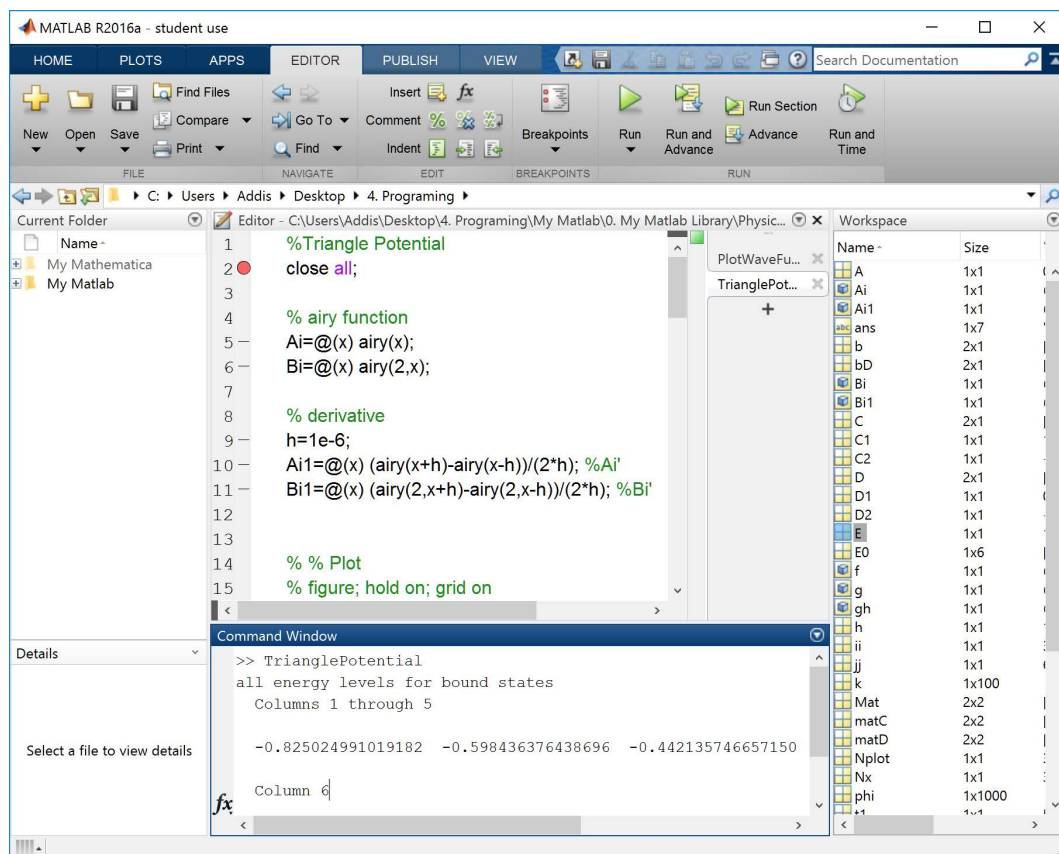 MATLAB R2016a - student use
HOME PLOTS APPS EDITOR PUBLISH VIEW Search Documentation
Find Files Insert fx
Compare Go To Comment Run Section
New Open Save Print Find Indent Breakpoints Run Run and Advance Advance Run and Time
FILE NAVIGATE EDIT BREAKPOINTS RUN
C: Users Addis Desktop 4. Programing
Current Folder
Name
My Mathematica
My Matlab
Details
Select a file to view details
Editor - C:\Users\Addis\Desktop\4. Programing\My Matlab\0. My Matlab Library\Physic...
1 %Triangle Potential
2 close all;
3
4 % airy function
5 Ai=@(x) airy(x);
6 Bi=@(x) airy(2,x);
7
8 % derivative
9 h=1e-6;
10 Ai1=@(x) (airy(x+h)-airy(x-h))/(2*h); %Ai'
11 Bi1=@(x) (airy(2,x+h)-airy(2,x-h))/(2*h); %Bi'
12
13
14 % % Plot
15 % figure; hold on; grid on
PlotWaveFu...
TrianglePot...
+
Command Window
>> TrianglePotential
all energy levels for bound states
Columns 1 through 5
-0.825024991019182 -0.598436376438696 -0.442135746657150
Column 6
fx
Workspace
Name Size
A 1x1
Ai 1x1
Ai1 1x1
abc ans 1x7
b 2x1
bD 2x1
Bi 1x1
Bi1 1x1
C 2x1
C1 1x1
C2 1x1
D 2x1
D1 1x1
D2 1x1
E 1x1
E0 1x6
f 1x1
g 1x1
gh 1x1
h 1x1
ii 1x1
jj 1x1
k 1x100
Mat 2x2
matC 2x2
matD 2x2
Nplot 1x1
Nx 1x1
phi 1x1000
t1 1x1